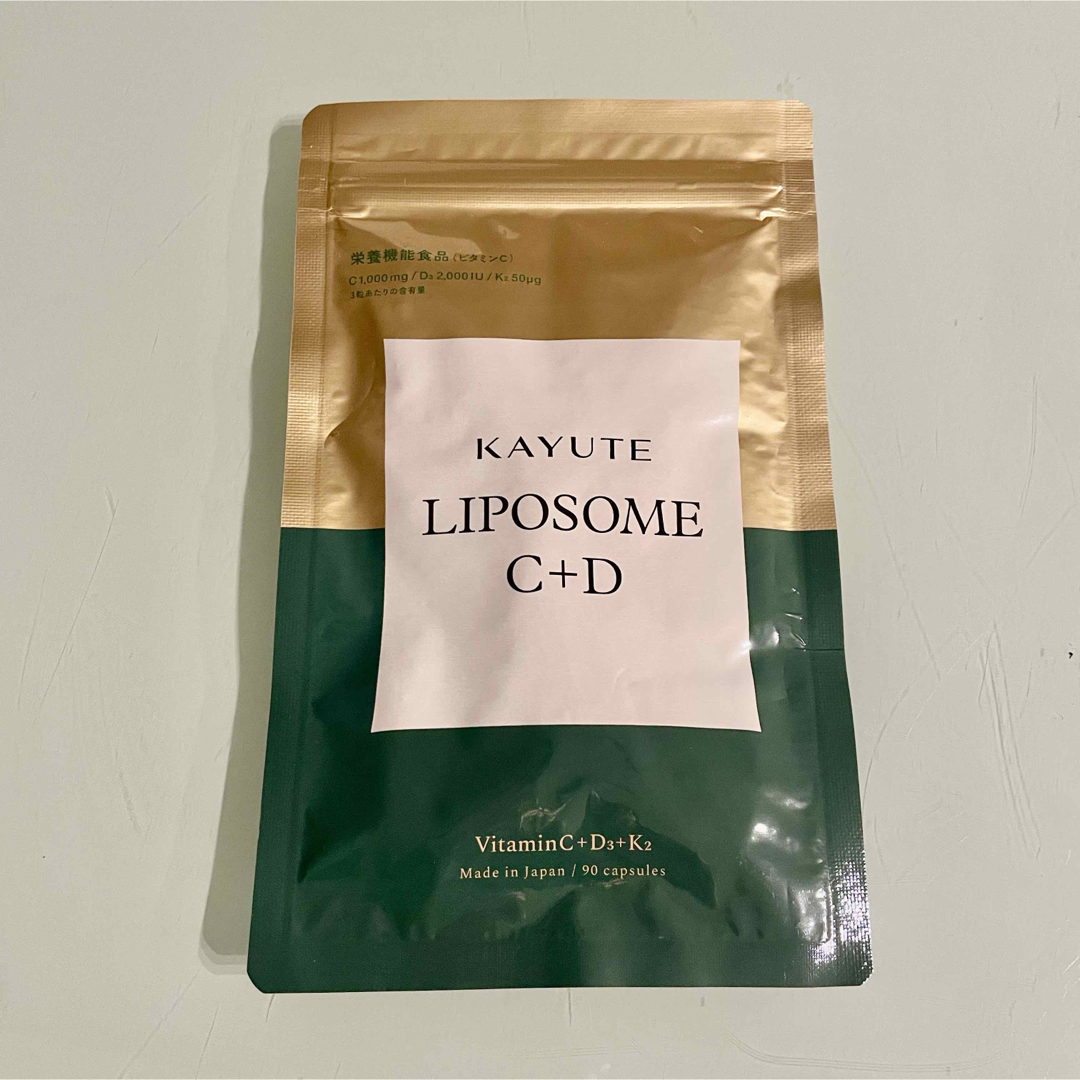 栄養機能食品（ビタミンC）
C1,000mg / D3 2,000IU / K2 50μg
3粒あたりの含有量
KAYUTE
LIPOSOME
C+D
VitaminC+D3+K2
Made in Japan / 90 capsules